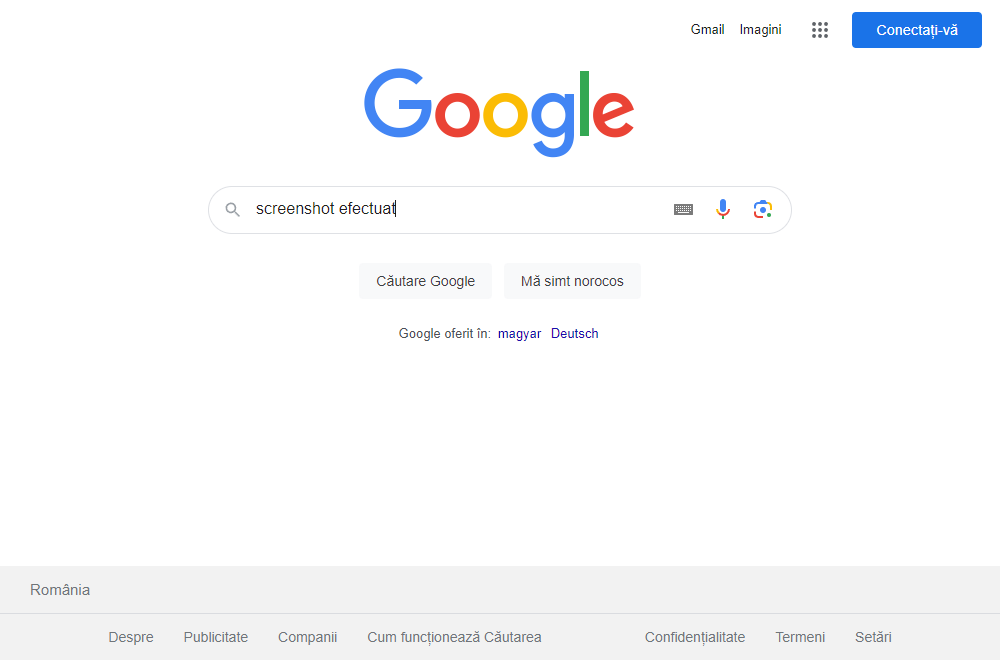 Gmail Imagini Conectați-vă
Google
screenshot efectuat
Căutare Google Mă simt norocos
Google oferit în: magyar Deutsch
România
Despre Publicitate Companii Cum funcționează Căutarea Confidențialitate Termeni Setări